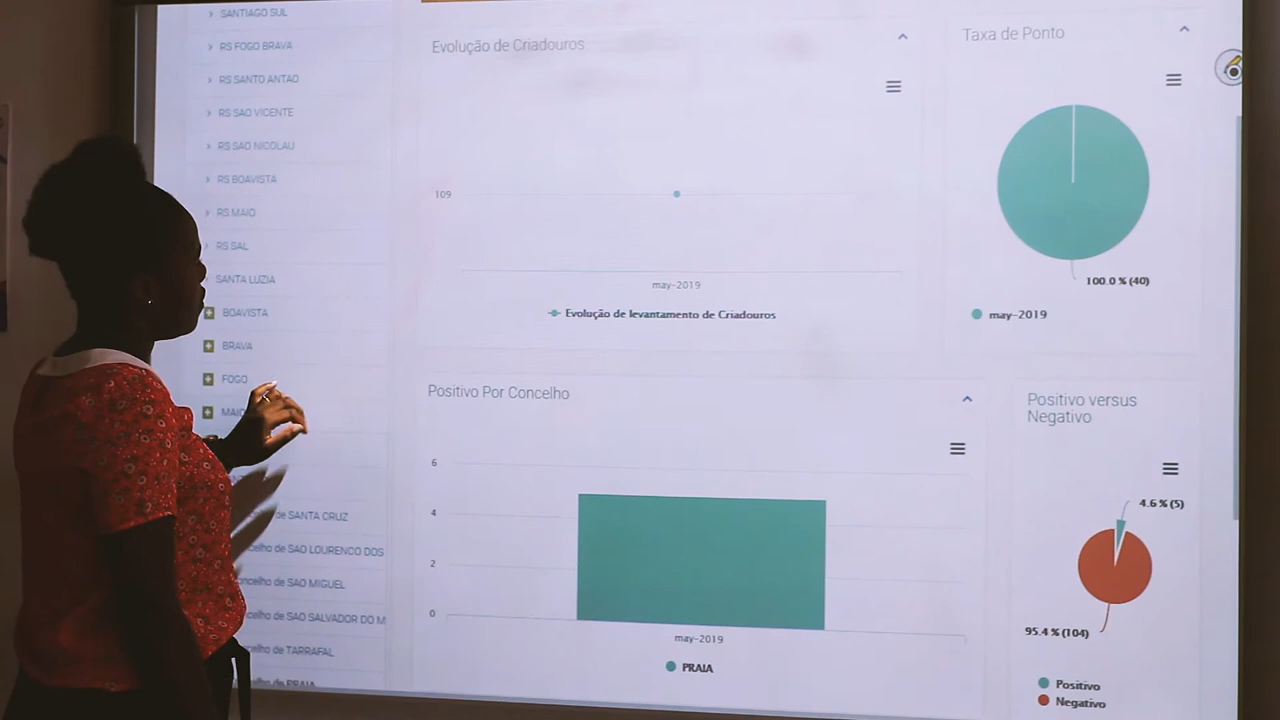 SANTIAGO SUL
RS FOGO BRAVA
RS SANTO ANTAO
RS SAO VICENTE
RS SAO NICOLAU
RS BOAVISTA
RS MAIO
RS SAL
SANTA LUZIA
BOAVISTA
BRAVA
FOGO
MAIO
de SANTA CRUZ
celho de SAO LOURENCO DOS
oncelho de SAO MIGUEL
celho de SAO SALVADOR DO M
celho de TARRAFAL
celho de PRAIA
Evolução de Criadouros
109
may-2019
Evolução de levantamento de Criadouros
Taxa de Ponto
100.0 % (40)
may-2019
Positivo Por Concelho
6
4
2
0
may-2019
PRAIA
Positivo versus
Negativo
4.6 % (5)
95.4 % (104)
Positivo
Negativo